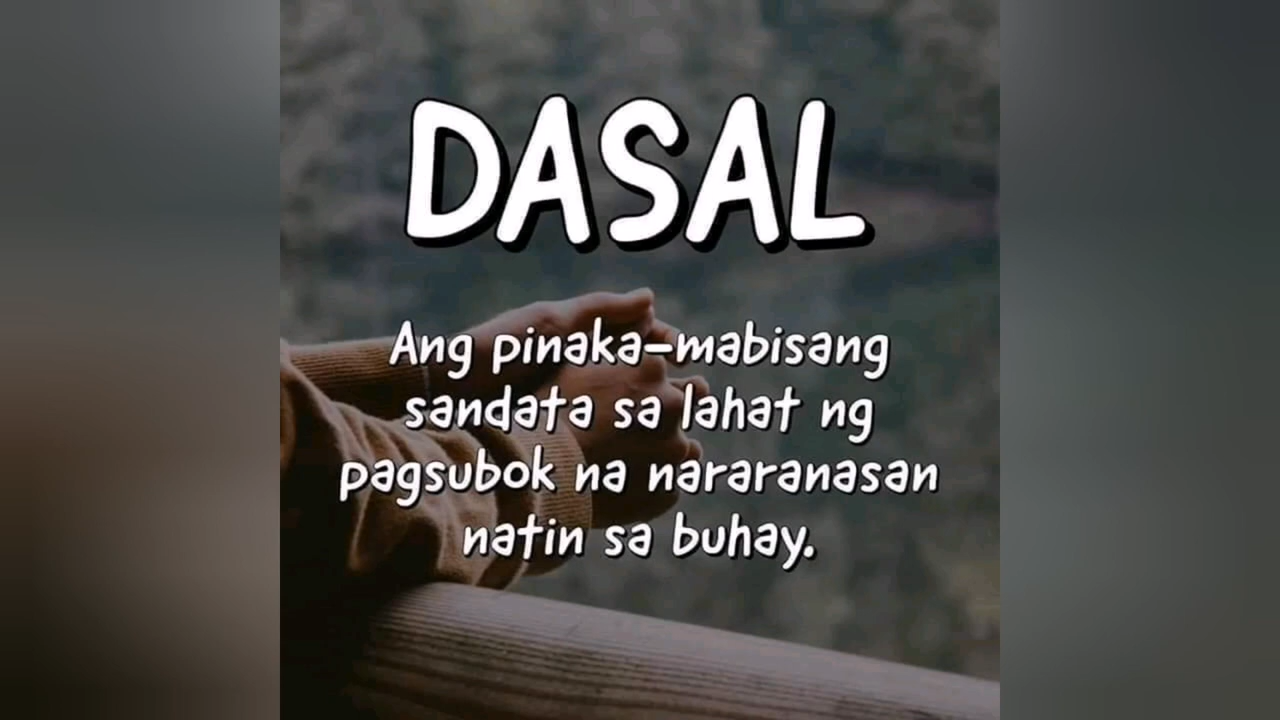 DASAL
Ang pinaka-mabisang
sandata sa lahat ng
pagsubok na nararanasan
natin sa buhay.